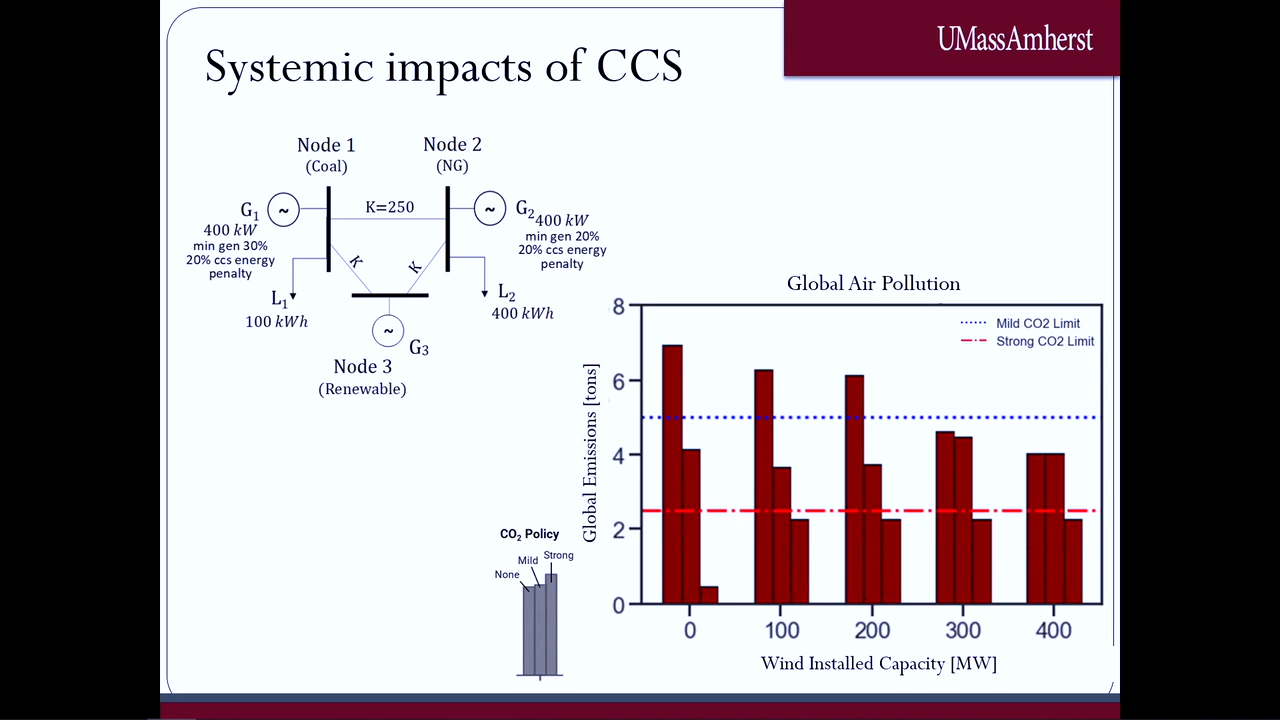 UMassAmherst
Systemic impacts of CCS
Node 1
(Coal)
Node 2
(NG)
G1
~
K=250
~
G2
400 kW
min gen 30%
20% ccs energy
penalty
400 kW
min gen 20%
20% ccs energy
penalty
K
K
L1
100 kWh
L2
400 kWh
~
G3
Node 3
(Renewable)
Global Air Pollution
Mild CO2 Limit
Strong CO2 Limit
Global Emissions [tons]
8
6
4
2
0
0
100
200
300
400
Wind Installed Capacity [MW]
CO2 Policy
None
Mild
Strong